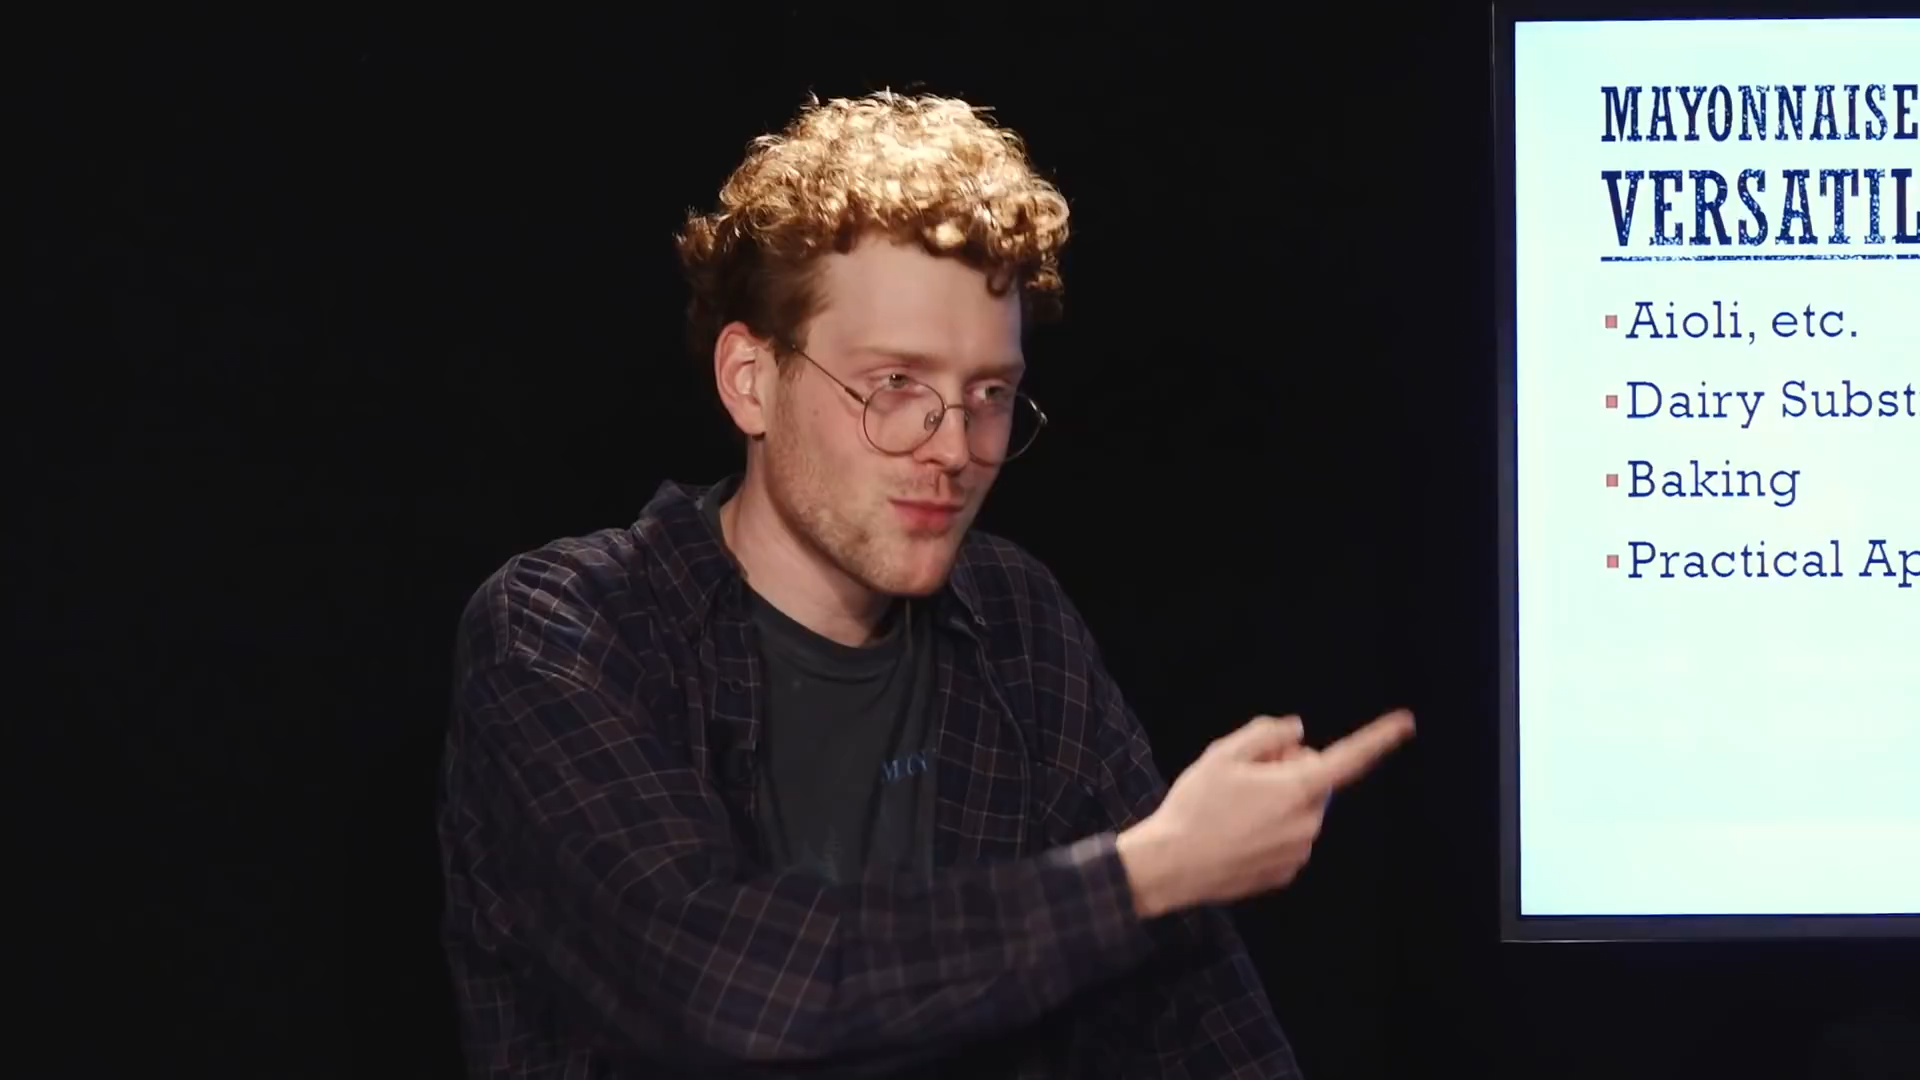 MAYONNAISE
VERSATIL
Aioli, etc.
Dairy Subst
Baking
Practical Ap